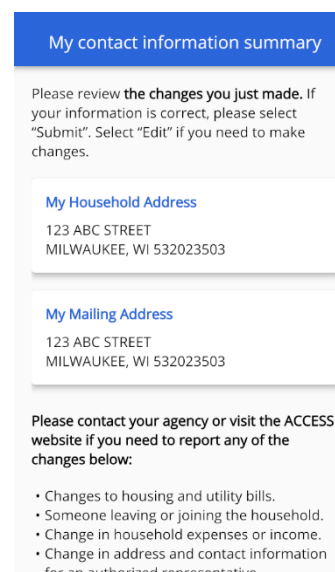 My contact information summary
Please review the changes you just made. If
your information is correct, please select
“Submit”. Select “Edit” if you need to make
changes.
My Household Address
123 ABC STREET
MILWAUKEE, WI 532023503
My Mailing Address
123 ABC STREET
MILWAUKEE, WI 532023503
Please contact your agency or visit the ACCESS
website if you need to report any of the
changes below:
• Changes to housing and utility bills.
• Someone leaving or joining the household.
• Change in household expenses or income.
• Change in address and contact information
for an authorized representative